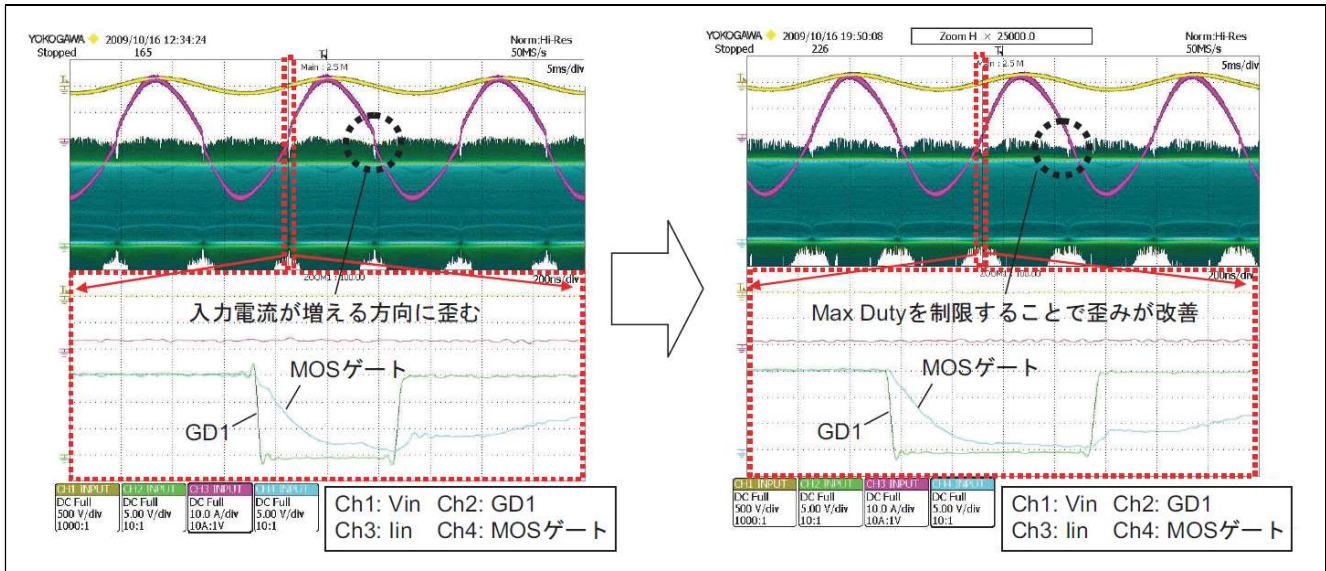 YOKOGAWA 2009/10/16 12:34:24
Norm:Hi-Res
Stopped 165
50MS/s
Main : 2.5 M
5ms/div
ZOOM1 : 100.00
200ns/div
入力電流が増える方向に歪む
MOSゲート
GD1
CH1 INPUT CH2 INPUT CH3 INPUT CH4 INPUT
DC Full DC Full DC Full DC Full
500 V/div 5.00 V/div 10.0 A/div 5.00 V/div
1000:1 10:1 10A:1V 10:1
Ch1: Vin Ch2: GD1
Ch3: Iin Ch4: MOSゲート
YOKOGAWA 2009/10/16 19:50:08
Zoom H × 25000.0
Norm:Hi-Res
Stopped 226
50MS/s
Main : 2.5 M
5ms/div
ZOOM1 : 100.00
200ns/div
Max Dutyを制限することで歪みが改善
MOSゲート
GD1
CH1 INPUT CH2 INPUT CH3 INPUT CH4 INPUT
DC Full DC Full DC Full DC Full
500 V/div 5.00 V/div 10.0 A/div 5.00 V/div
1000:1 10:1 10A:1V 10:1
Ch1: Vin Ch2: GD1
Ch3: Iin Ch4: MOSゲート